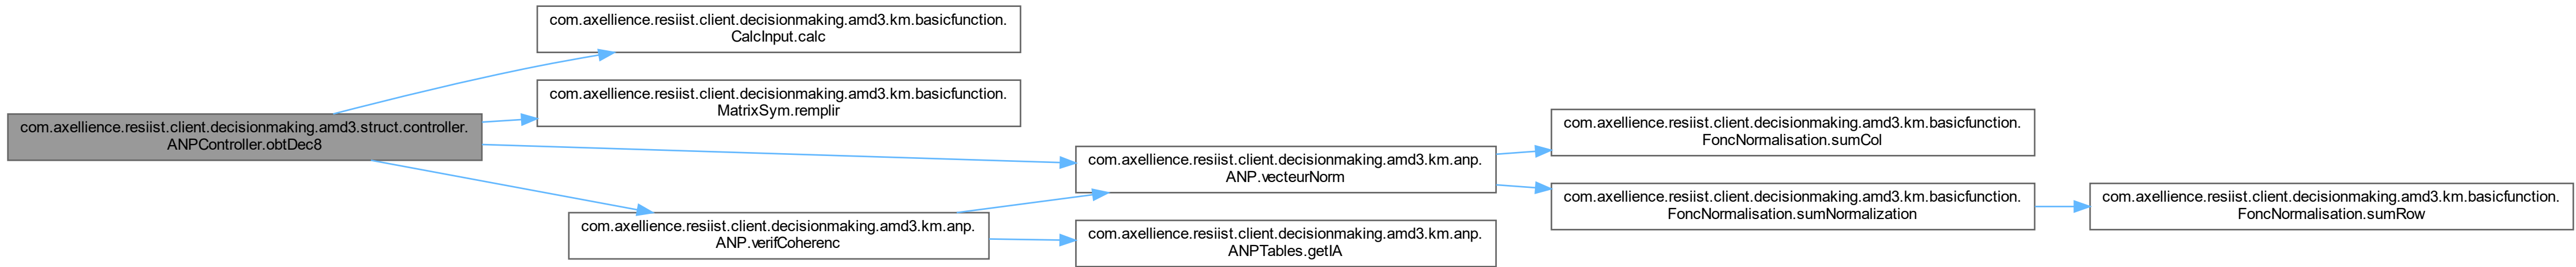 com.axellience.resiist.client.decisionmaking.amd3.struct.controller.
ANPController.obtDec8
com.axellience.resiist.client.decisionmaking.amd3.km.basicfunction.
CalcInput.calc
com.axellience.resiist.client.decisionmaking.amd3.km.basicfunction.
MatrixSym.remplir
com.axellience.resiist.client.decisionmaking.amd3.km.anp.
ANP.verifCoherenc
com.axellience.resiist.client.decisionmaking.amd3.km.anp.
ANP.vecteurNorm
com.axellience.resiist.client.decisionmaking.amd3.km.anp.
ANPTables.getIA
com.axellience.resiist.client.decisionmaking.amd3.km.basicfunction.
FoncNormalisation.sumCol
com.axellience.resiist.client.decisionmaking.amd3.km.basicfunction.
FoncNormalisation.sumNormalization
com.axellience.resiist.client.decisionmaking.amd3.km.basicfunction.
FoncNormalisation.sumRow